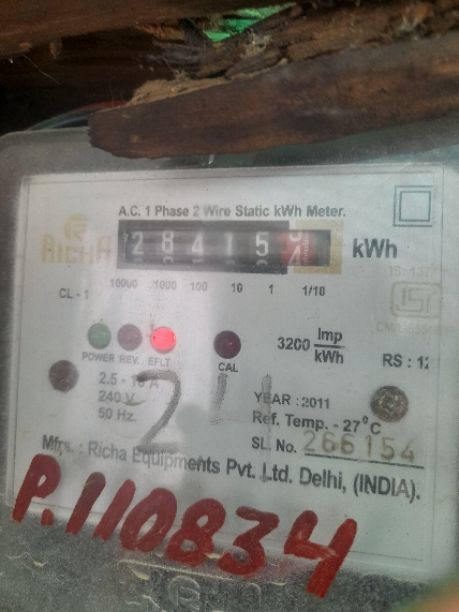 A.C. 1 Phase 2 Wire Static kWh Meter.
RICHA
28415 kWh
CL - 1
10000 1000 100 10 1 1/10
POWER REV. EFLT CAL
3200 Imp/kWh
RS : 12
2.5 - 10 A
240 V
50 Hz.
24
YEAR : 2011
Ref. Temp. - 27°C
SL. No. 266154
Mfrs. : Richa Equipments Pvt. Ltd. Delhi, (INDIA).
P.110834